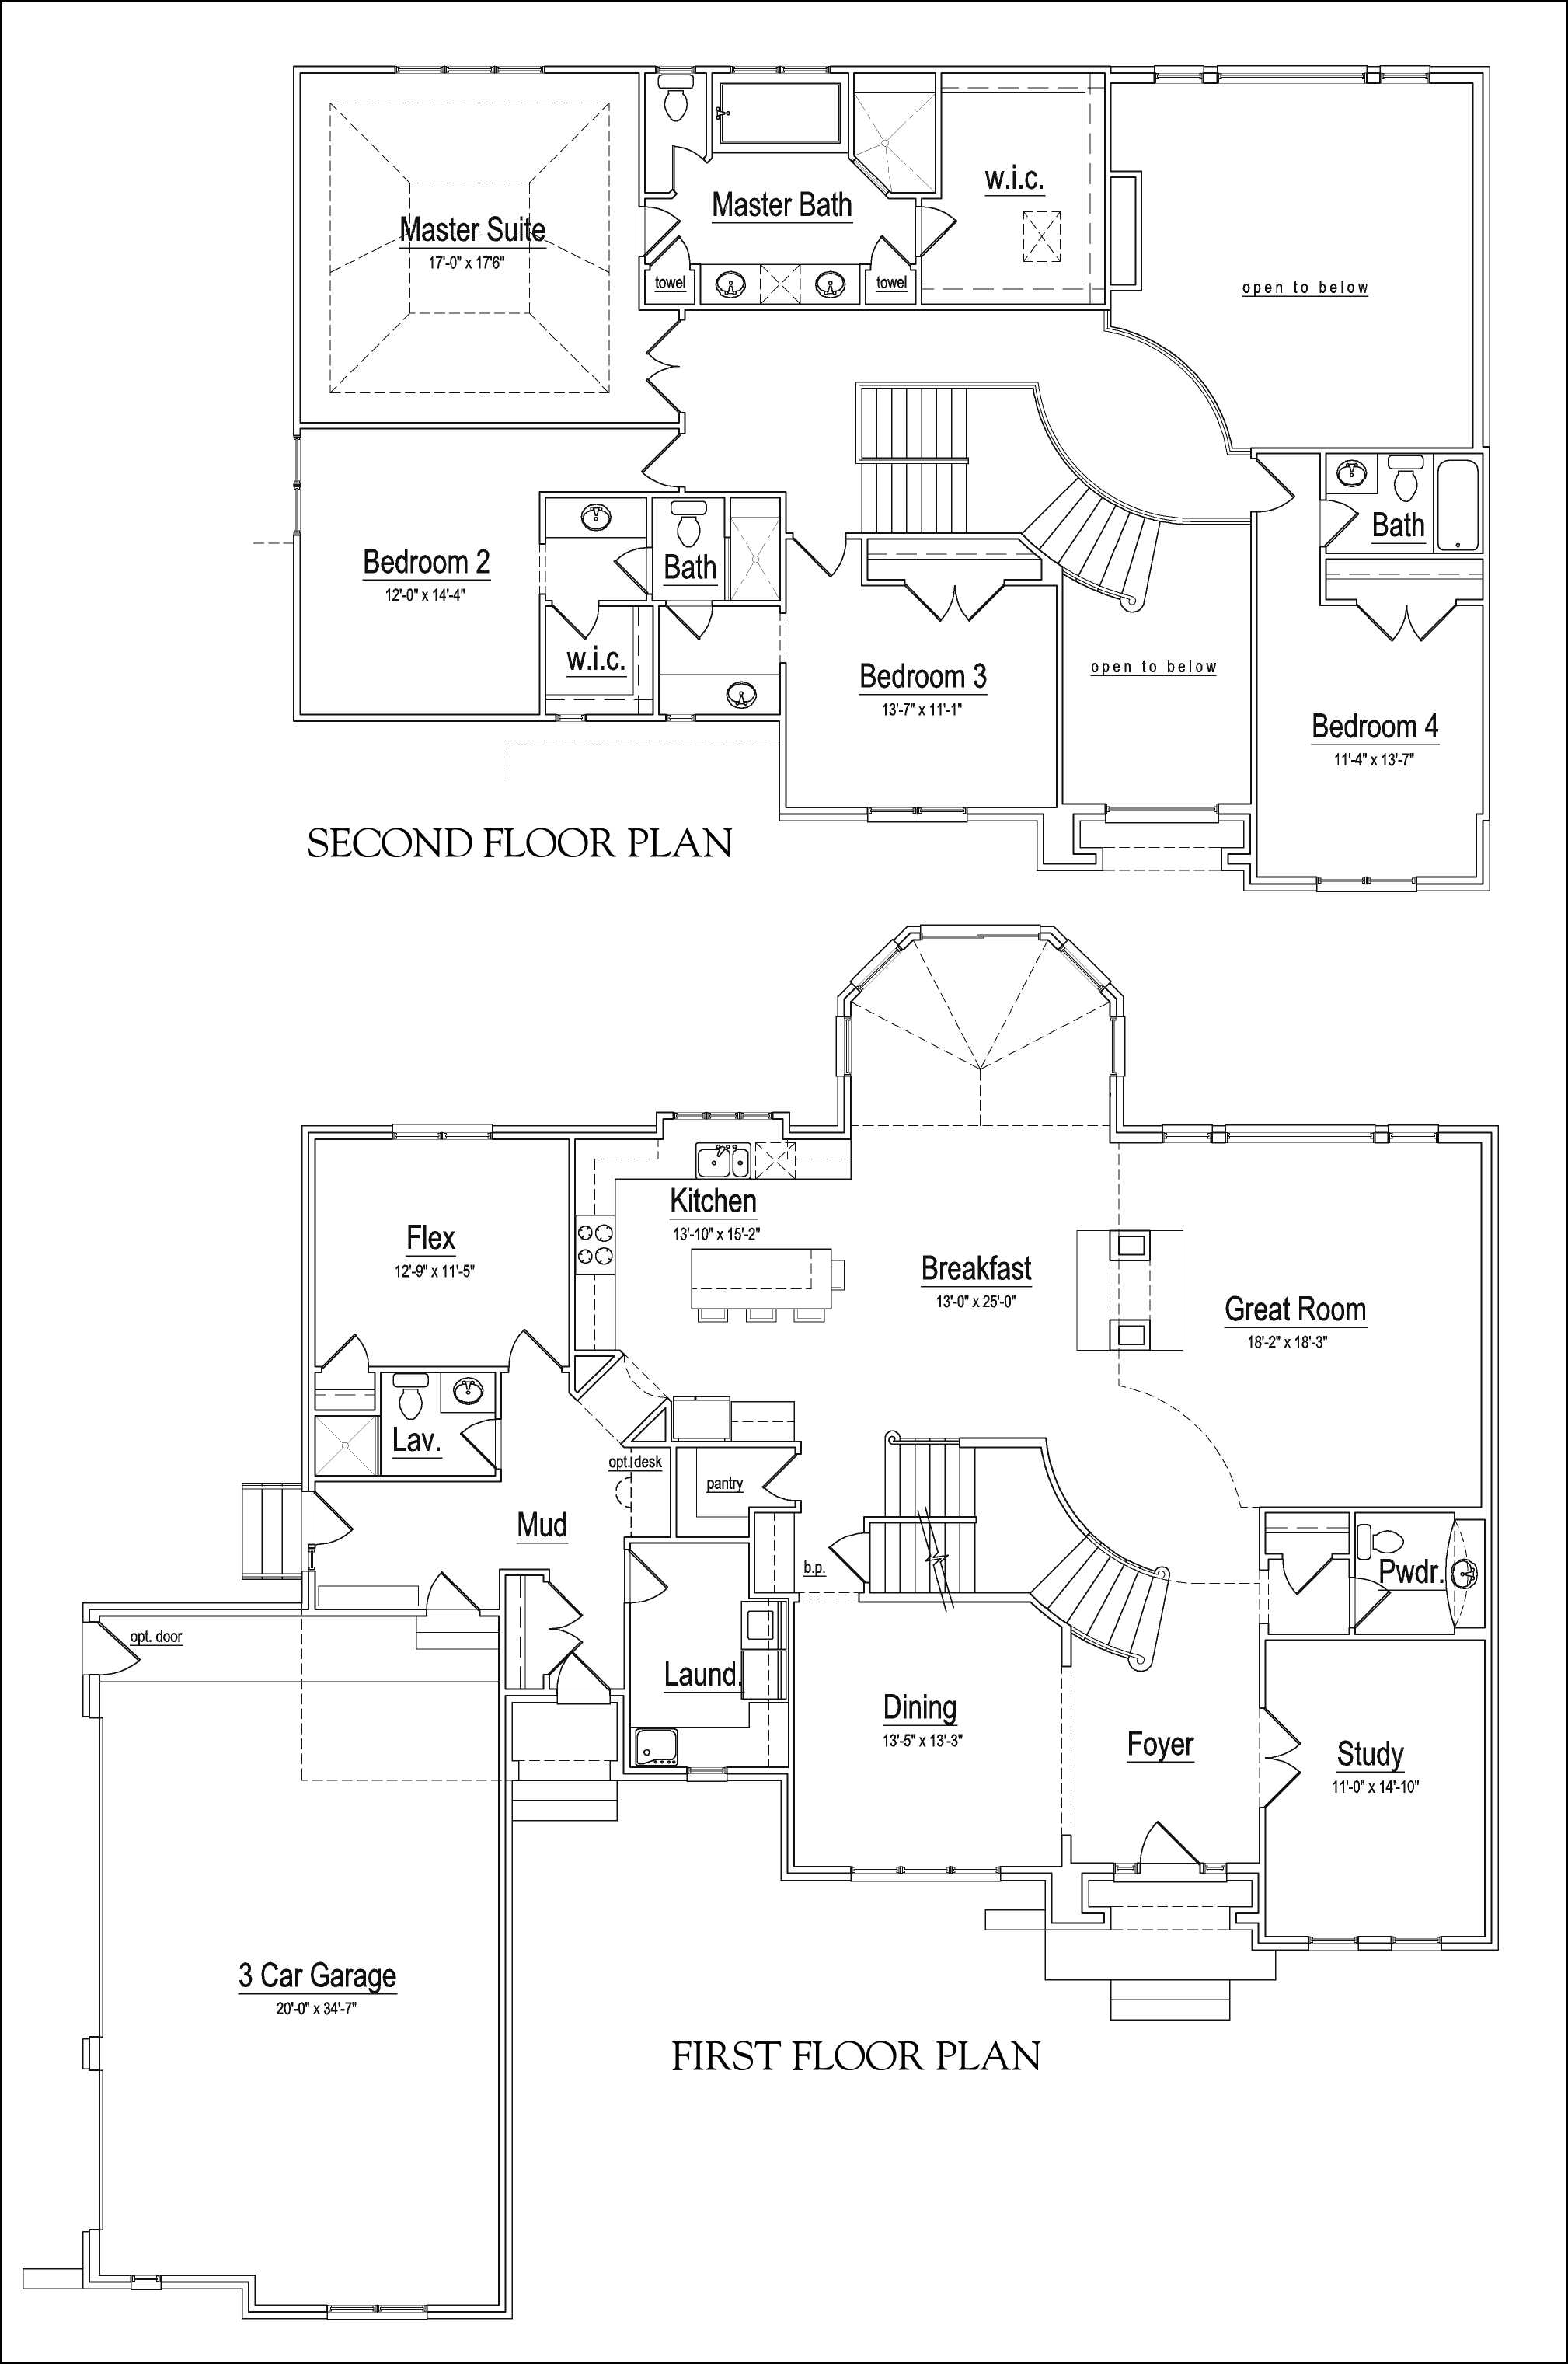 w.i.c.
Master Bath
Master Suite
17'-0" x 17'6"
towel
towel
open to below
Bath
Bedroom 2
12'-0" x 14'-4"
Bath
w.i.c.
open to below
Bedroom 3
13'-7" x 11'-1"
Bedroom 4
11'-4" x 13'-7"
SECOND FLOOR PLAN
Kitchen
13'-10" x 15'-2"
Flex
12'-9" x 11'-5"
Breakfast
13'-0" x 25'-0"
Great Room
18'-2" x 18'-3"
Lav.
opt. desk
pantry
Mud
b.p.
Pwdr.
opt. door
Laund.
Dining
13'-5" x 13'-3"
Foyer
Study
11'-0" x 14'-10"
3 Car Garage
20'-0" x 34'-7"
FIRST FLOOR PLAN